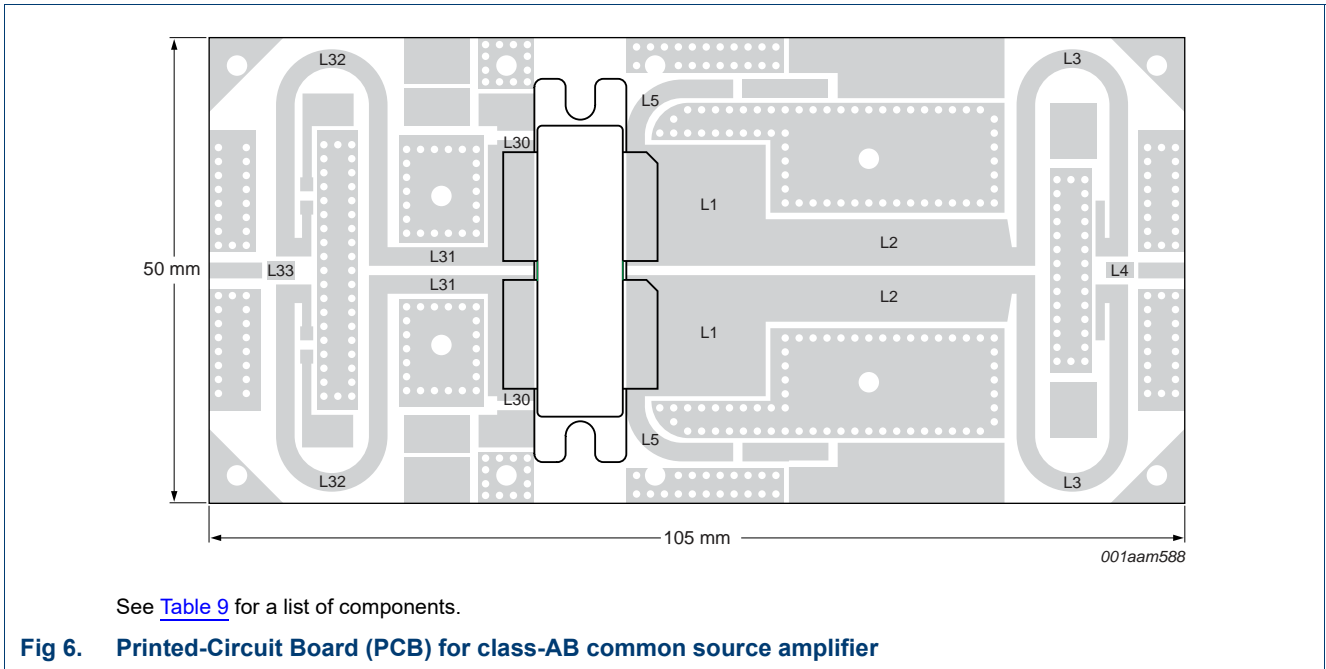 L32
L3
L5
L30
L1
L2
L31
50 mm
L33
L4
L31
L2
L1
L30
L5
L32
L3
105 mm
001aam588
See Table 9 for a list of components.
Fig 6. Printed-Circuit Board (PCB) for class-AB common source amplifier